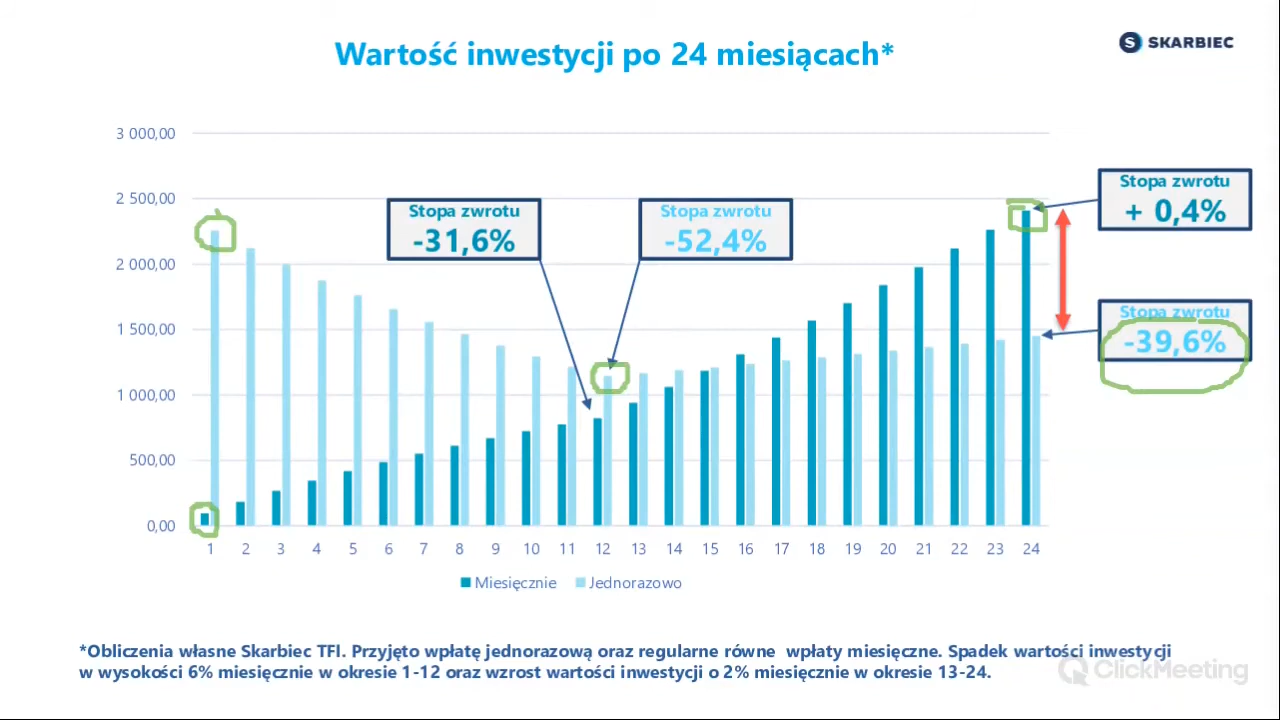 Wartość inwestycji po 24 miesiącach*
S SKARBIEC
3 000,00
2 500,00
2 000,00
1 500,00
1 000,00
500,00
0,00
Stopa zwrotu
-31,6%
Stopa zwrotu
-52,4%
Stopa zwrotu
+ 0,4%
Stopa zwrotu
-39,6%
1 2 3 4 5 6 7 8 9 10 11 12 13 14 15 16 17 18 19 20 21 22 23 24
Miesięcznie Jednorazowo
*Obliczenia własne Skarbiec TFI. Przyjęto wpłatę jednorazową oraz regularne równe wpłaty miesięczne. Spadek wartości inwestycji
w wysokości 6% miesięcznie w okresie 1-12 oraz wzrost wartości inwestycji o 2% miesięcznie w okresie 13-24.
ClickMeeting